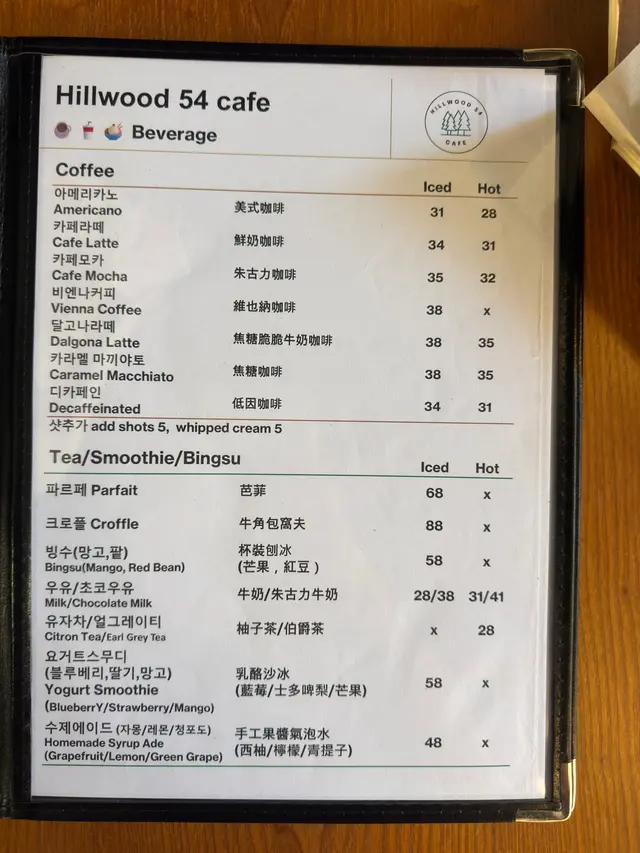 Hillwood 54 cafe
Beverage
HILLWOOD 54
CAFE
Coffee
Iced Hot
아메리카노
Americano 美式咖啡 31 28
카페라떼
Cafe Latte 鮮奶咖啡 34 31
카페모카
Cafe Mocha 朱古力咖啡 35 32
비엔나커피
Vienna Coffee 維也納咖啡 38 x
달고나라떼
Dalgona Latte 焦糖脆脆牛奶咖啡 38 35
카라멜 마끼야토
Caramel Macchiato 焦糖咖啡 38 35
디카페인
Decaffeinated 低因咖啡 34 31
샷추가 add shots 5, whipped cream 5
Tea/Smoothie/Bingsu
Iced Hot
파르페 Parfait 芭菲 68 x
크로플 Croffle 牛角包窩夫 88 x
빙수(망고,팥) 杯裝刨冰
Bingsu(Mango, Red Bean) (芒果，紅豆) 58 x
우유/초코우유
Milk/Chocolate Milk 牛奶/朱古力牛奶 28/38 31/41
유자차/얼그레이티
Citron Tea/Earl Grey Tea 柚子茶/伯爵茶 x 28
요거트스무디
(블루베리,딸기,망고) 乳酪沙冰
Yogurt Smoothie (藍莓/士多啤梨/芒果) 58 x
(BlueberrY/Strawberry/Mango)
수제에이드 (자몽/레몬/청포도) 手工果醬氣泡水
Homemade Syrup Ade (西柚/檸檬/青提子) 48 x
(Grapefruit/Lemon/Green Grape)